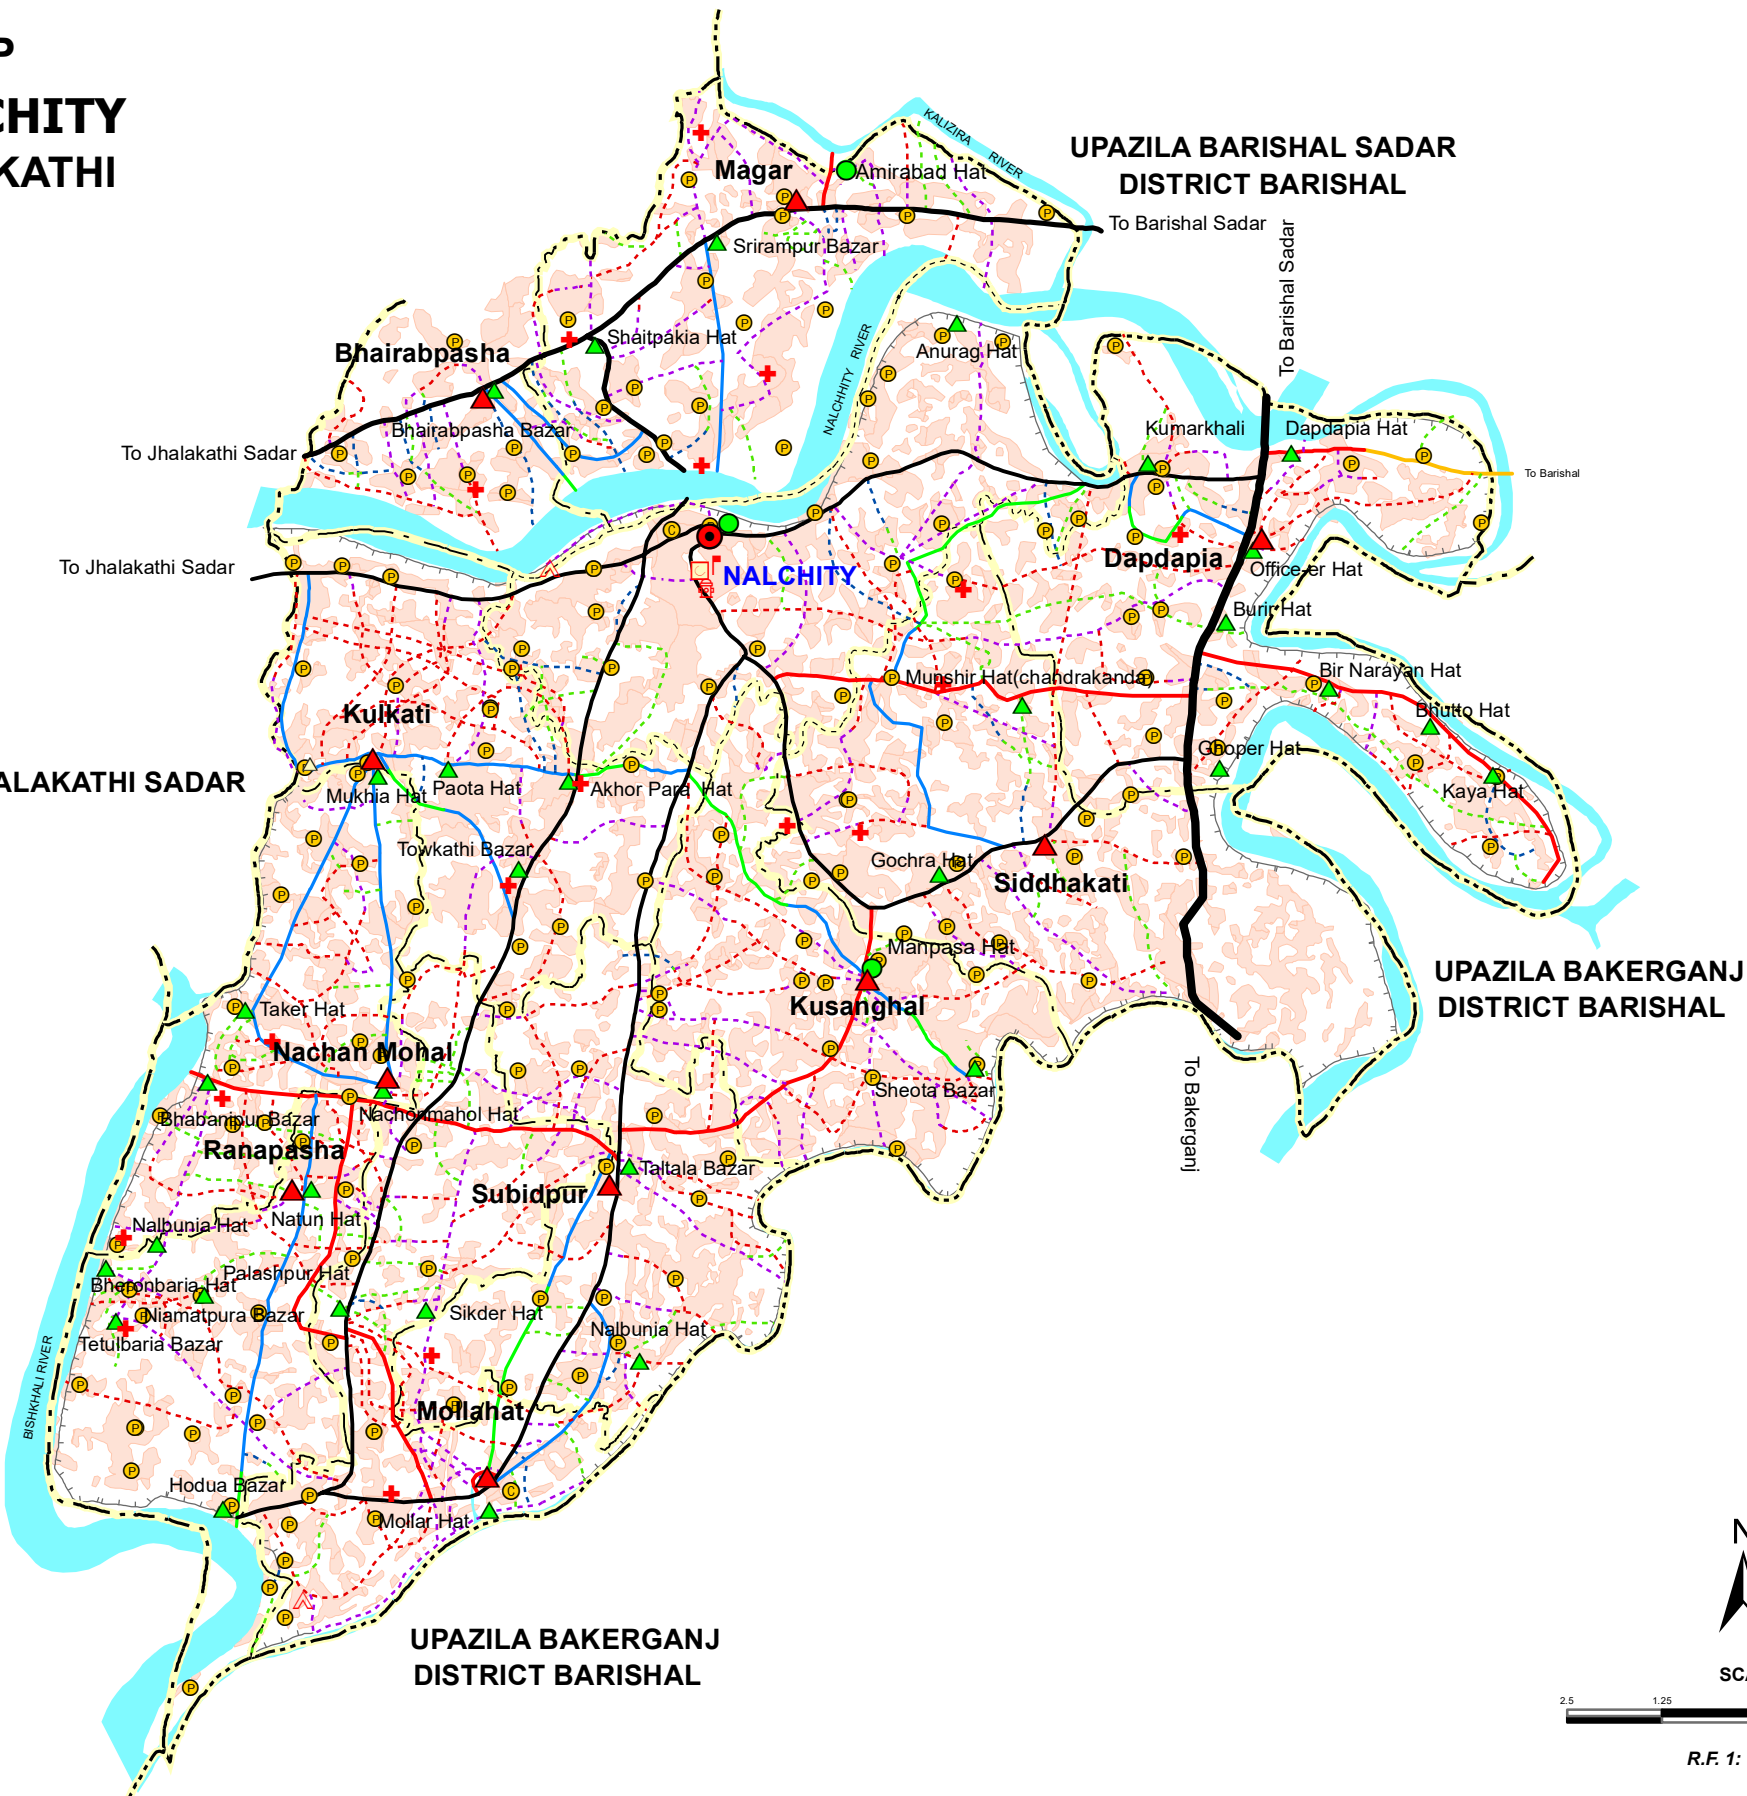 P
CHITY
KATHI
KALIZIRA RIVER
UPAZILA BARISHAL SADAR
DISTRICT BARISHAL
Magar
Amirabad Hat
To Barishal Sadar
To Barishal Sadar
Srirampur Bazar
Shaitpakia Hat
Bhairabpasha
Anurag Hat
NALCHHITY RIVER
Bhairabpasha Bazar
Kumarkhali
Dapdapia Hat
To Jhalakathi Sadar
To Barishal
To Jhalakathi Sadar
NALCHITY
Dapdapia
Office-er Hat
Burir Hat
Munshir Hat(chandrakanda)
Bir Narayan Hat
Kulkati
Bhutto Hat
Ghoper Hat
ALAKATHI SADAR
Mukhia Hat
Paota Hat
Akhor Para Hat
Kaya Hat
Towkathi Bazar
Gochra Hat
Siddhakati
Manpasa Hat
UPAZILA BAKERGANJ
DISTRICT BARISHAL
Kusanghal
Taker Hat
Nachan Mohal
To Bakerganj
Sheota Bazar
Bhabanipur Bazar
Nachonmahol Hat
Ranapasha
Taltala Bazar
Subidpur
Nalbunia Hat
Natun Hat
Palashpur Hat
Bheronbaria Hat
Niamatpura Bazar
Sikder Hat
Nalbunia Hat
Tetulbaria Bazar
BISHKHALI RIVER
Mollahat
Hodua Bazar
Mollar Hat
UPAZILA BAKERGANJ
DISTRICT BARISHAL
N
SCA
2.5 1.25
R.F. 1: